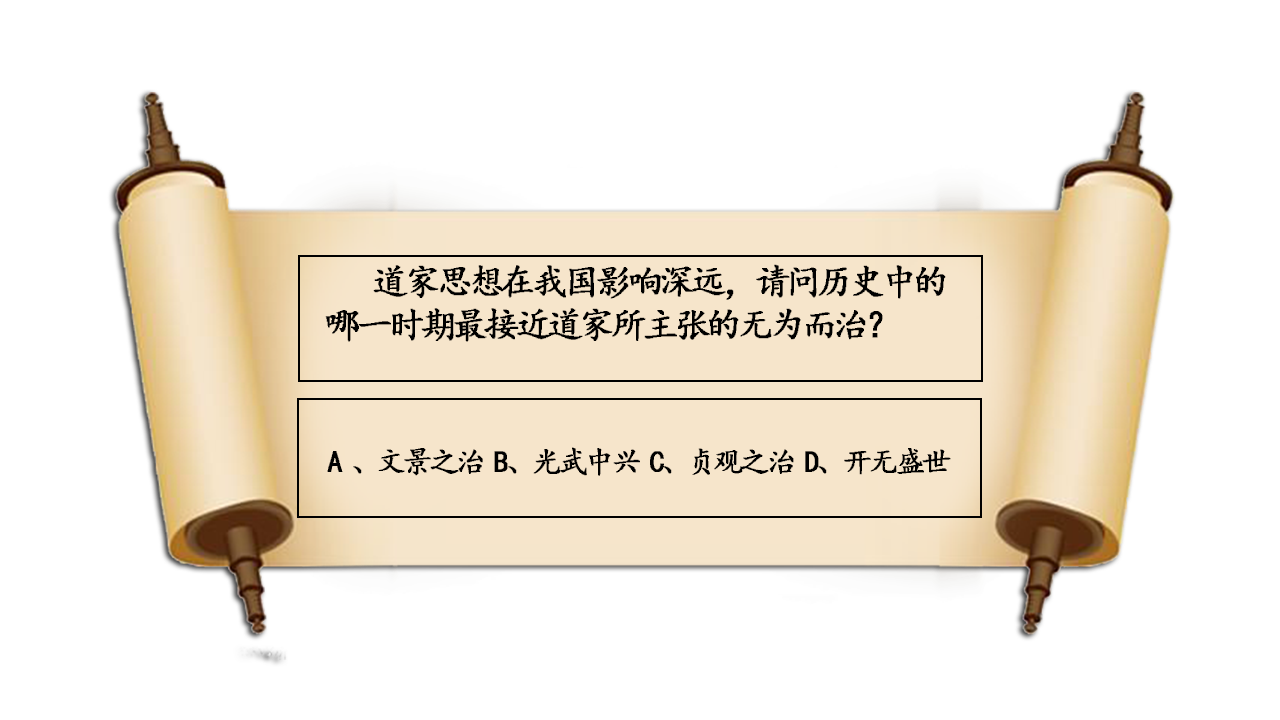 道家思想在我国影响深远，请问历史中的
哪一时期最接近道家所主张的无为而治？
A 、文景之治 B、光武中兴 C、贞观之治 D、开无盛世